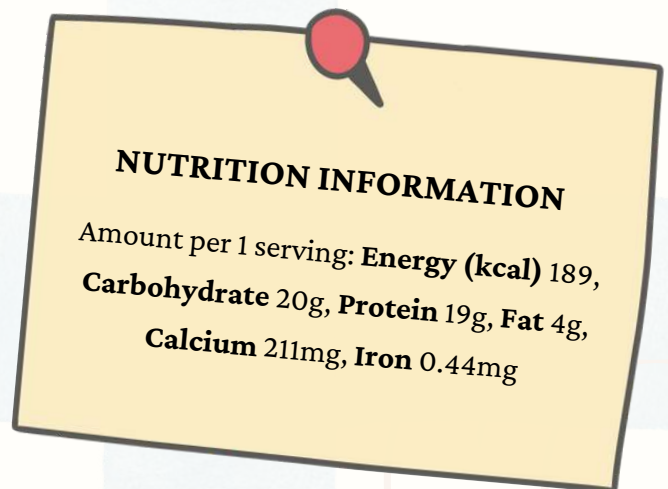 NUTRITION INFORMATION
Amount per 1 serving: Energy (kcal) 189,
Carbohydrate 20g, Protein 19g, Fat 4g,
Calcium 211mg, Iron 0.44mg